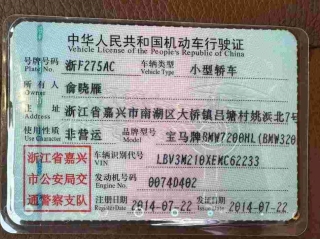 中华人民共和国机动车行驶证
Vehicle License of the People's Republic of China
号牌号码 浙F275AC 车辆类型 小型轿车
Plate No. Vehicle Type
所有人 俞晓雁
Owner
住址 浙江省嘉兴市南湖区大桥镇吕塘村姚浜北7号
Address
使用性质 非营运 品牌型号 宝马牌BMW7200HL(BMW320
Use Character Model
浙江省嘉兴市公安局交通警察支队
车辆识别代号 LBV3M210XEMC62233
VIN
发动机号码 0074D402
Engine No.
注册日期 2014-07-22 发证日期 2014-07-22
Register Date Issue Date